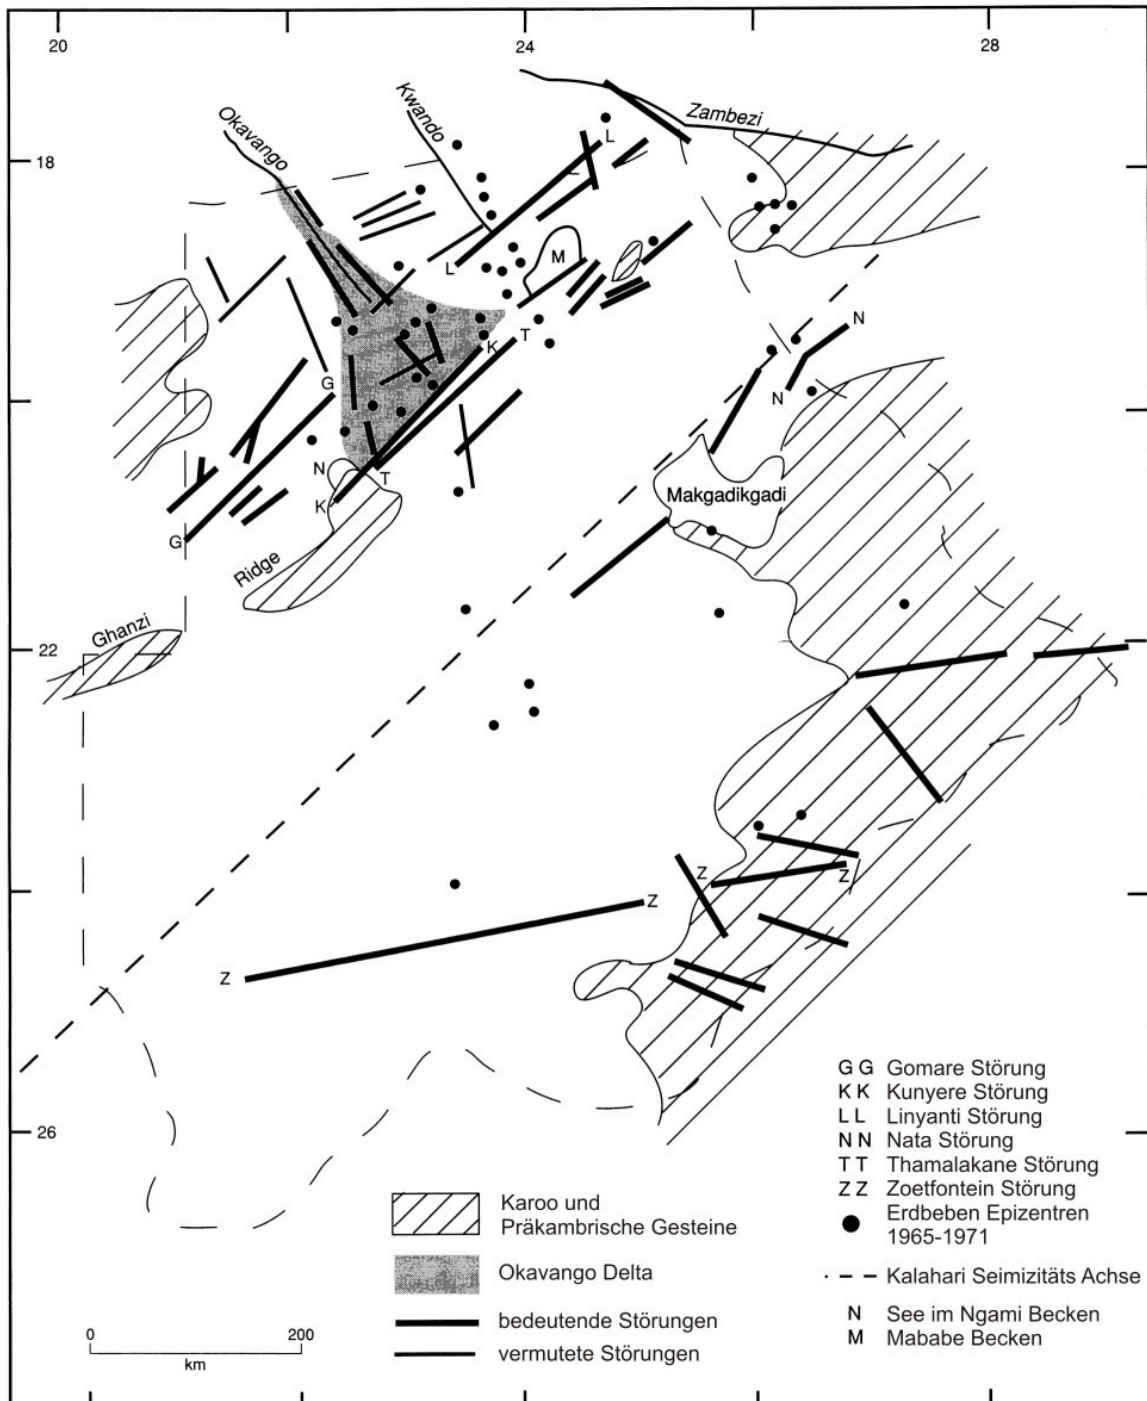 20
24
28
Okavango
Kwando
Zambezi
L
18
M
L
N
K
T
G
N
N
T
K
Makgadikgadi
G
Ridge
Ghanzi
22
Z
Z
Z
Z
26
G G Gomare Störung
K K Kunyere Störung
L L Linyanti Störung
N N Nata Störung
T T Thamalakane Störung
Z Z Zoetfontein Störung
Erdbeben Epizentren
1965-1971
Kalahari Seimizitäts Achse
N See im Ngami Becken
M Mababe Becken
Karoo und
Präkambrische Gesteine
Okavango Delta
bedeutende Störungen
vermutete Störungen
0 200
km